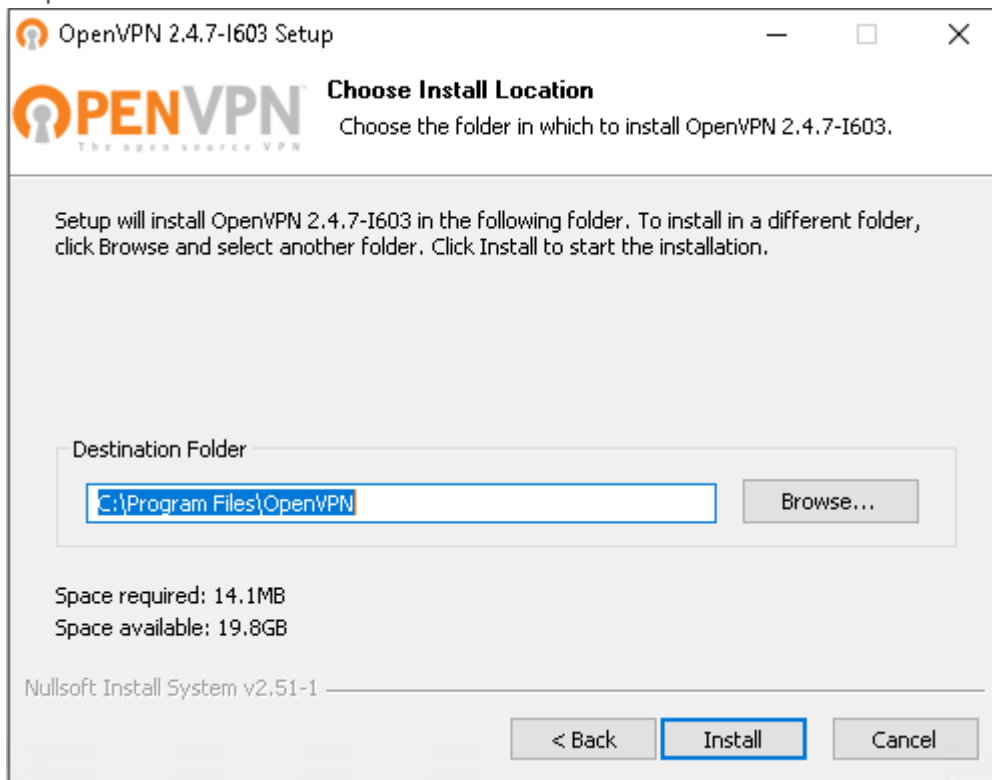 OpenVPN 2.4.7-I603 Setup
OPENVPN
The open source VPN
Choose Install Location
Choose the folder in which to install OpenVPN 2.4.7-I603.
Setup will install OpenVPN 2.4.7-I603 in the following folder. To install in a different folder,
click Browse and select another folder. Click Install to start the installation.
Destination Folder
C:\Program Files\OpenVPN
Browse...
Space required: 14.1MB
Space available: 19.8GB
Nullsoft Install System v2.51-1
< Back
Install
Cancel